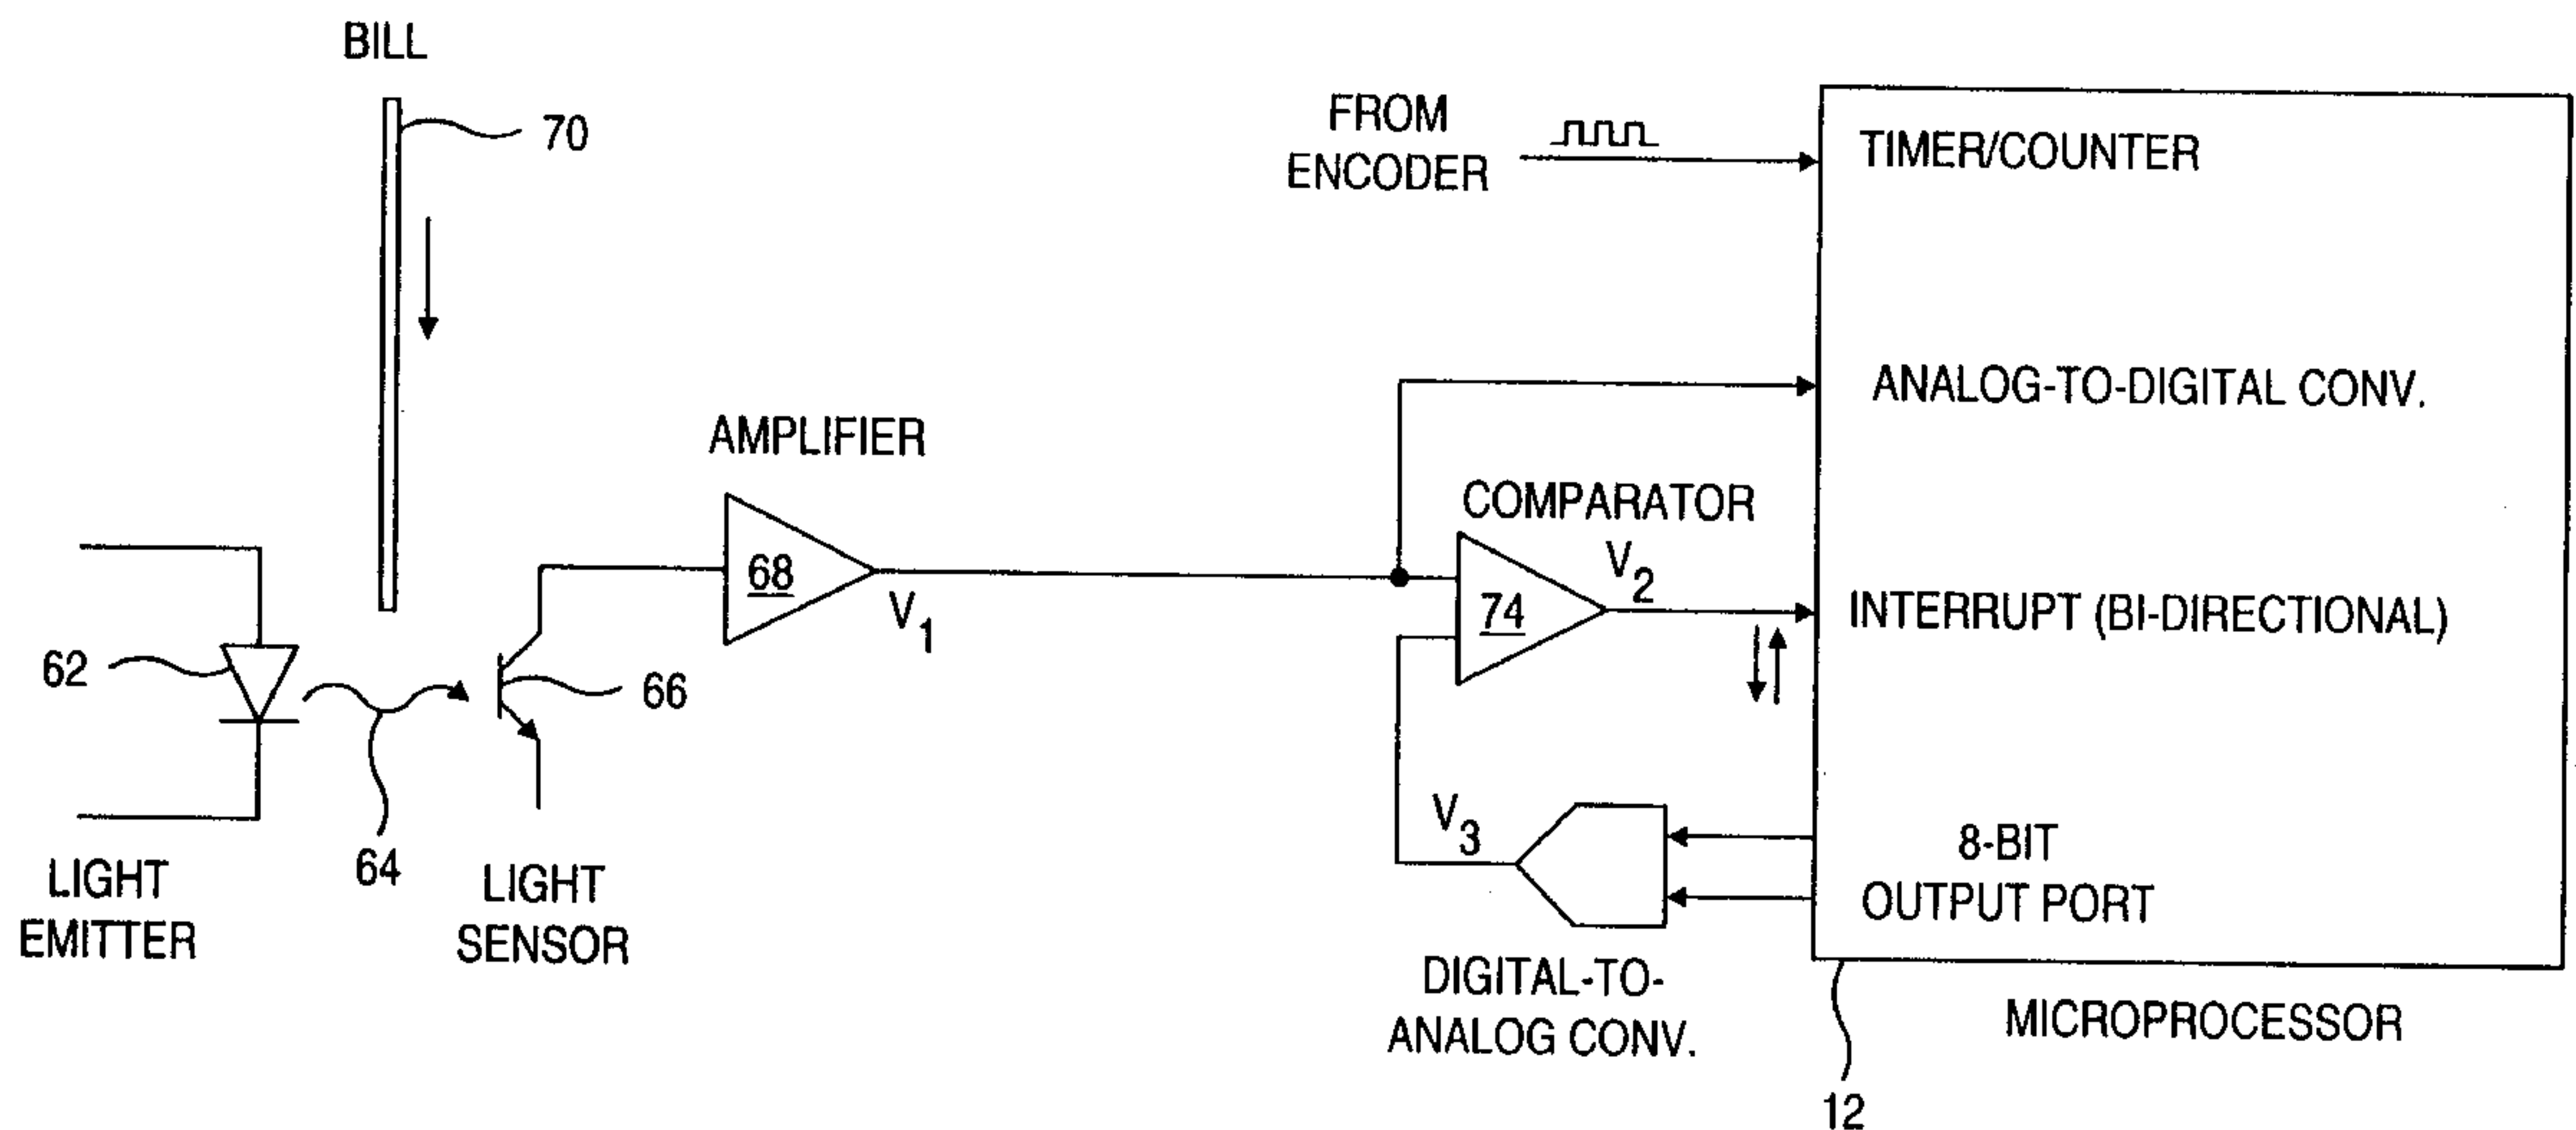 BILL
70
FROM
ENCODER
TIMER/COUNTER
ANALOG-TO-DIGITAL CONV.
AMPLIFIER
68
V1
COMPARATOR
74
V2
INTERRUPT (BI-DIRECTIONAL)
62
66
64
LIGHT
EMITTER
LIGHT
SENSOR
V3
8-BIT
OUTPUT PORT
DIGITAL-TO-
ANALOG CONV.
MICROPROCESSOR
12